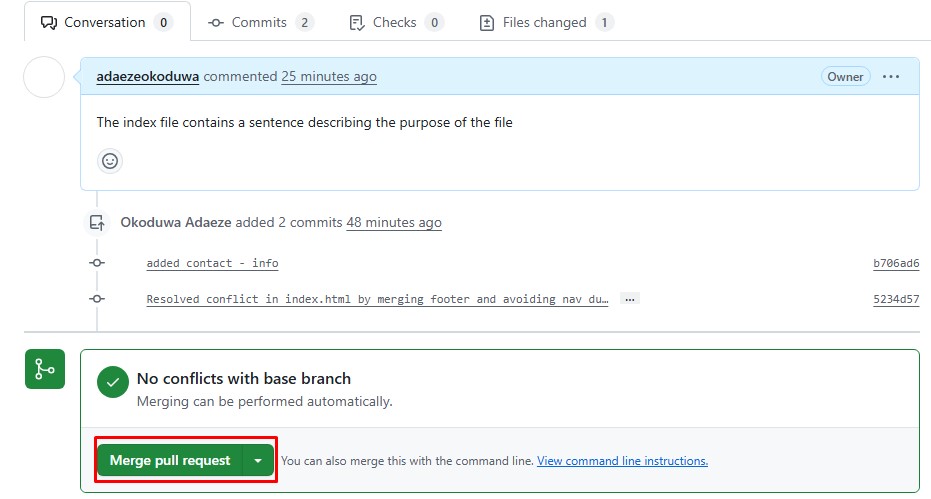 Conversation 0 Commits 2 Checks 0 Files changed 1
adaezeokoduwa commented 25 minutes ago Owner ...
The index file contains a sentence describing the purpose of the file
Okoduwa Adaeze added 2 commits 48 minutes ago
added contact - info b706ad6
Resolved conflict in index.html by merging footer and avoiding nav du… ... 5234d57
No conflicts with base branch
Merging can be performed automatically.
Merge pull request You can also merge this with the command line. View command line instructions.